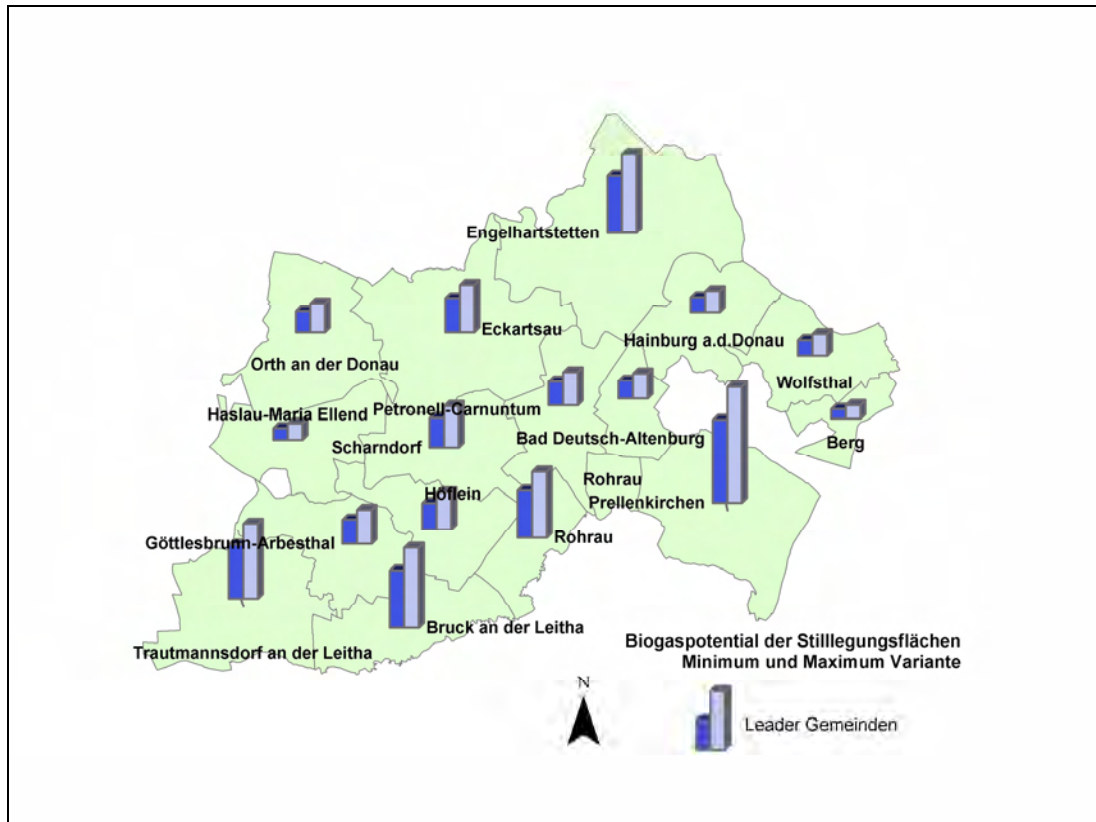 Engelhartstetten
Eckartsau
Hainburg a.d.Donau
Orth an der Donau
Wolfsthal
Haslau-Maria Ellend
Petronell-Carnuntum
Scharndorf
Bad Deutsch-Altenburg
Berg
Rohrau
Höflein
Prellenkirchen
Rohrau
Göttlesbrunn-Arbesthal
Bruck an der Leitha
Trautmannsdorf an der Leitha
Biogaspotential der Stilllegungsflächen
Minimum und Maximum Variante
N
Leader Gemeinden